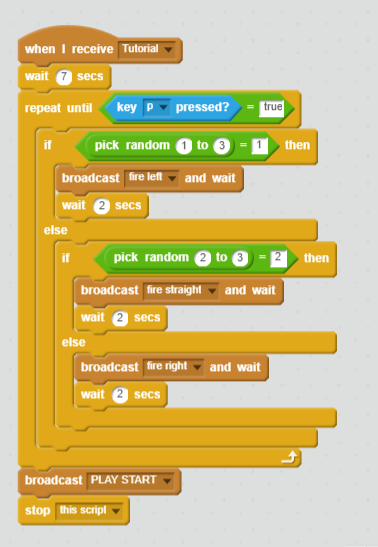 when I receive Tutorial
wait 7 secs
repeat until key p pressed? = true
if pick random 1 to 3 = 1 then
broadcast fire left and wait
wait 2 secs
else
if pick random 2 to 3 = 2 then
broadcast fire straight and wait
wait 2 secs
else
broadcast fire right and wait
wait 2 secs
broadcast PLAY START
stop this script